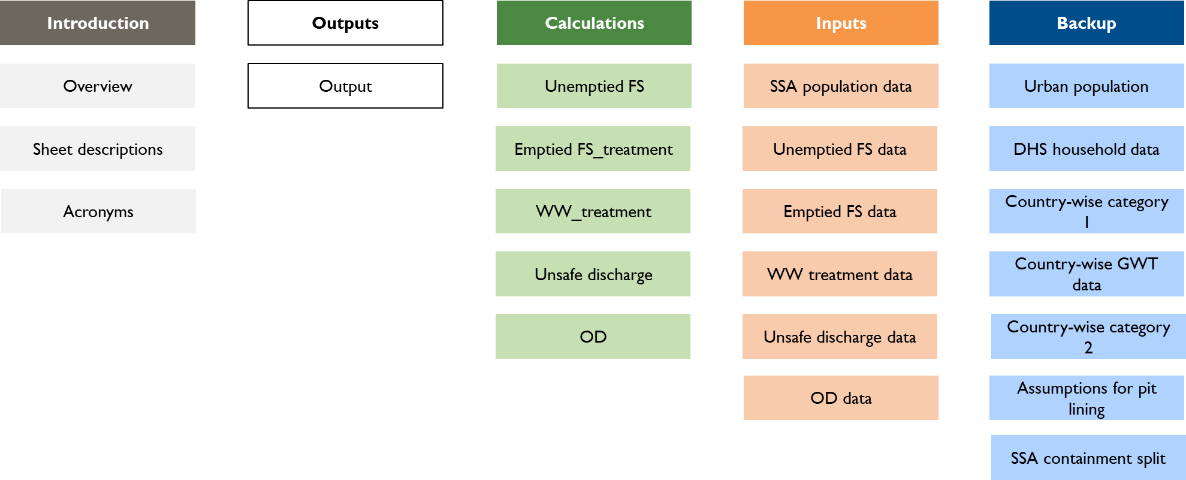 Introduction
Overview
Sheet descriptions
Acronyms
Outputs
Output
Calculations
Unemptied FS
Emptied FS_treatment
WW_treatment
Unsafe discharge
OD
Inputs
SSA population data
Unemptied FS data
Emptied FS data
WW treatment data
Unsafe discharge data
OD data
Backup
Urban population
DHS household data
Country-wise category
1
Country-wise GWT
data
Country-wise category
2
Assumptions for pit
lining
SSA containment split